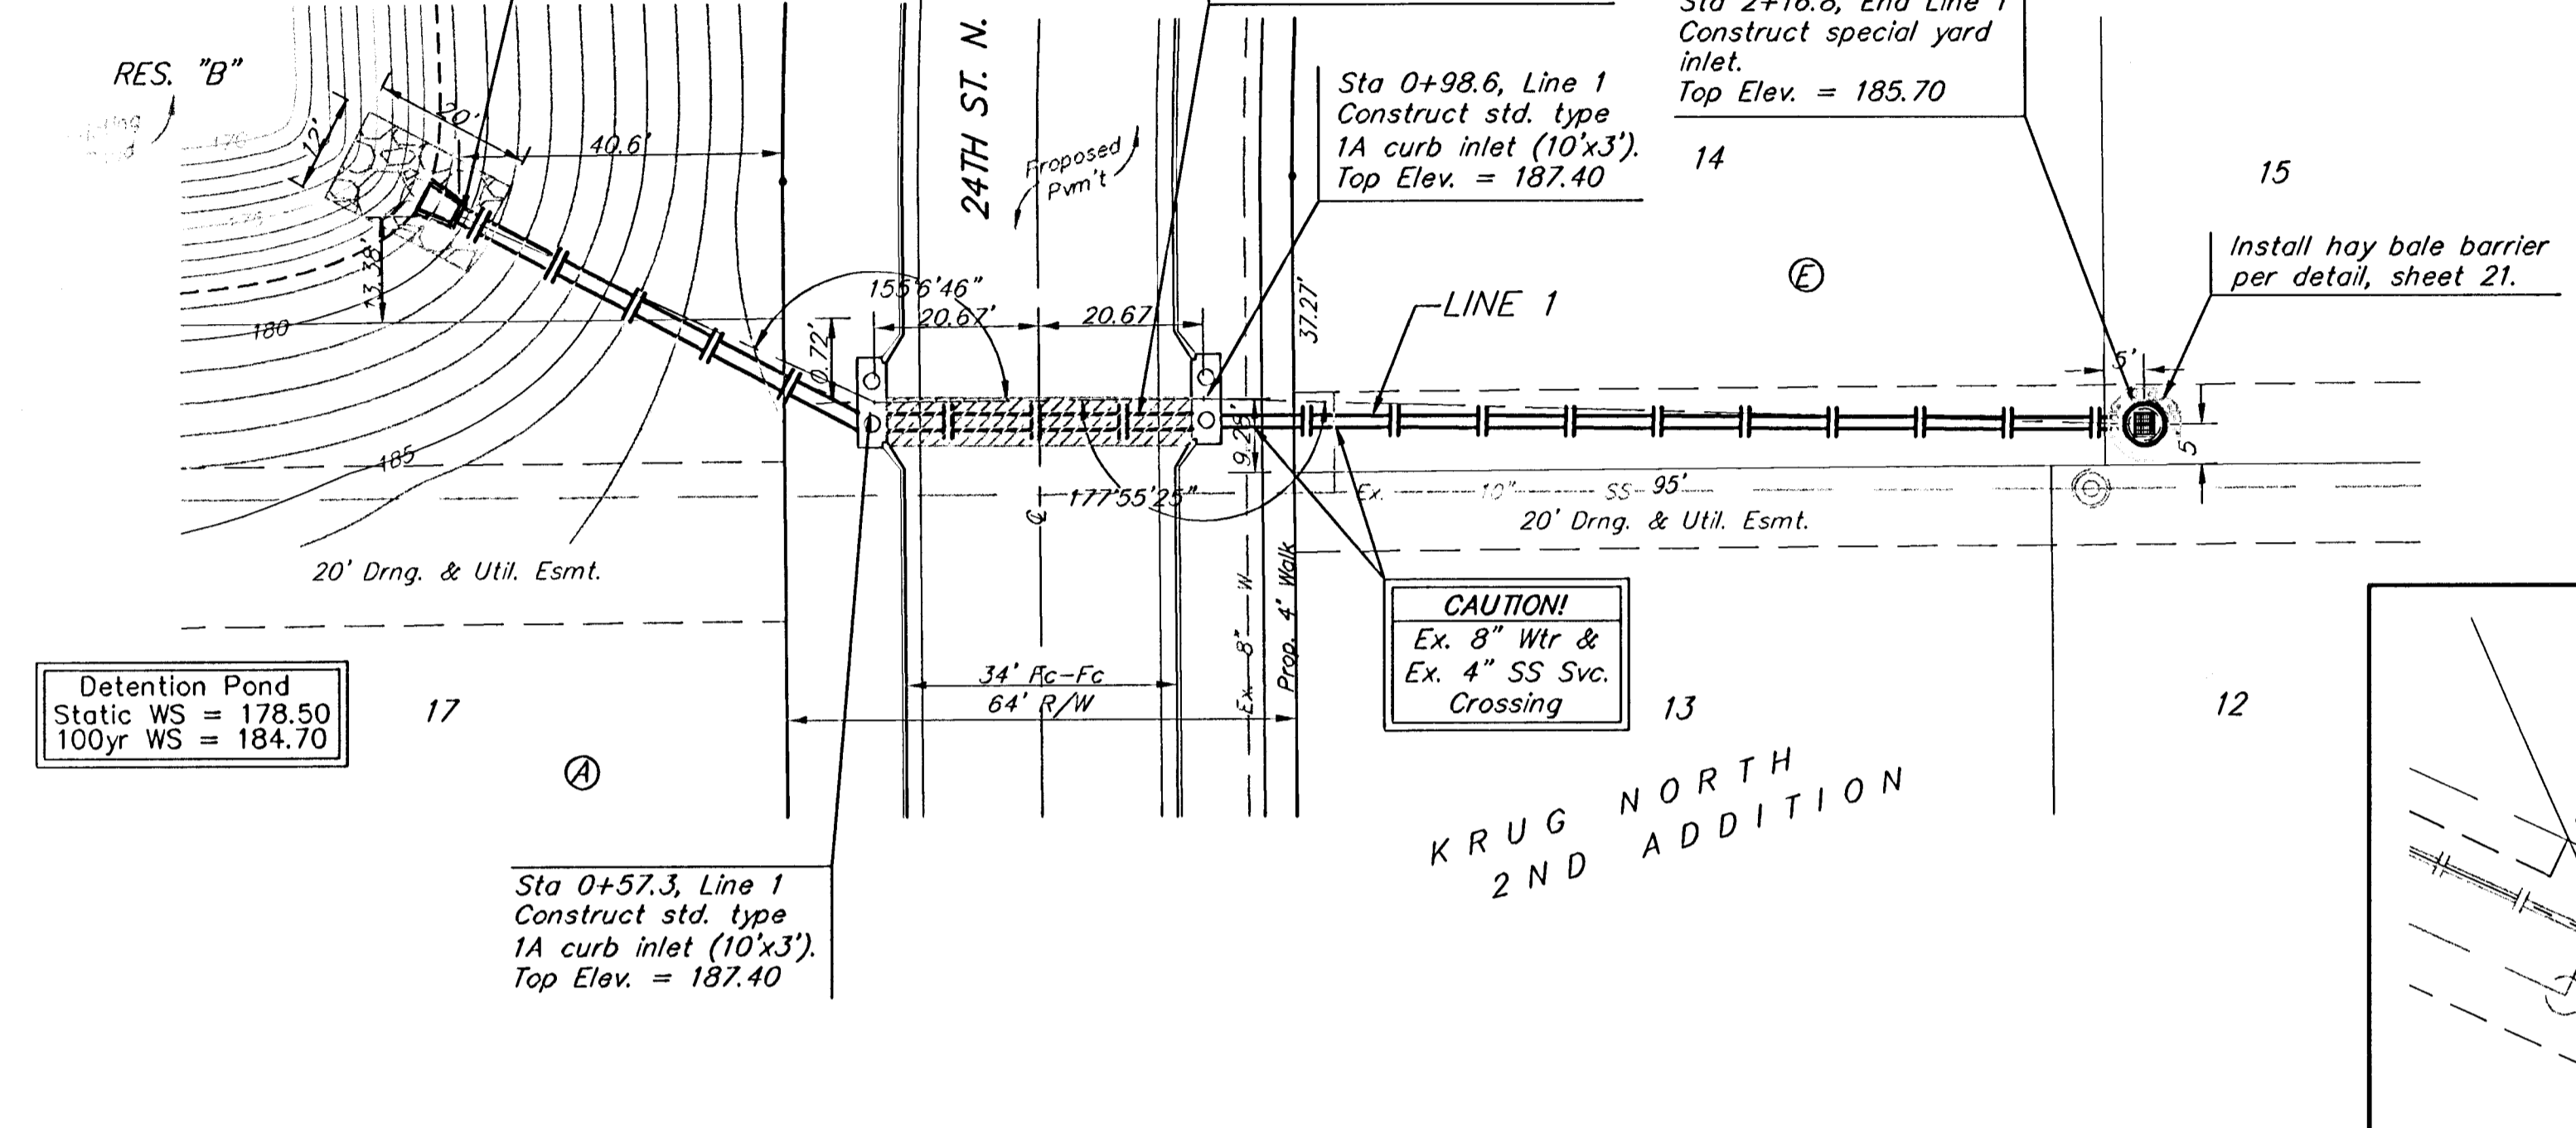 RES. "B"
12'
20'
40.6'
13.38'
180
185
170
24TH ST. N.
Proposed
Pvm't
Sta 0+98.6, Line 1
Construct std. type
1A curb inlet (10'x3').
Top Elev. = 187.40
Sta 2+16.8, End Line 1
Construct special yard
inlet.
Top Elev. = 185.70
14
15
E
Install hay bale barrier
per detail, sheet 21.
155°6'46"
20.67'
20.67
0.72'
37.27'
LINE 1
5'
5'
9.28'
177°55'25"
Ex. 10" SS 95'
20' Drng. & Util. Esmt.
20' Drng. & Util. Esmt.
CAUTION!
Ex. 8" Wtr &
Ex. 4" SS Svc.
Crossing
Ex. 8" W
Prop. 4' Walk
34' Fc-Fc
64' R/W
Detention Pond
Static WS = 178.50
100yr WS = 184.70
17
A
13
12
KRUG NORTH
2ND ADDITION
Sta 0+57.3, Line 1
Construct std. type
1A curb inlet (10'x3').
Top Elev. = 187.40